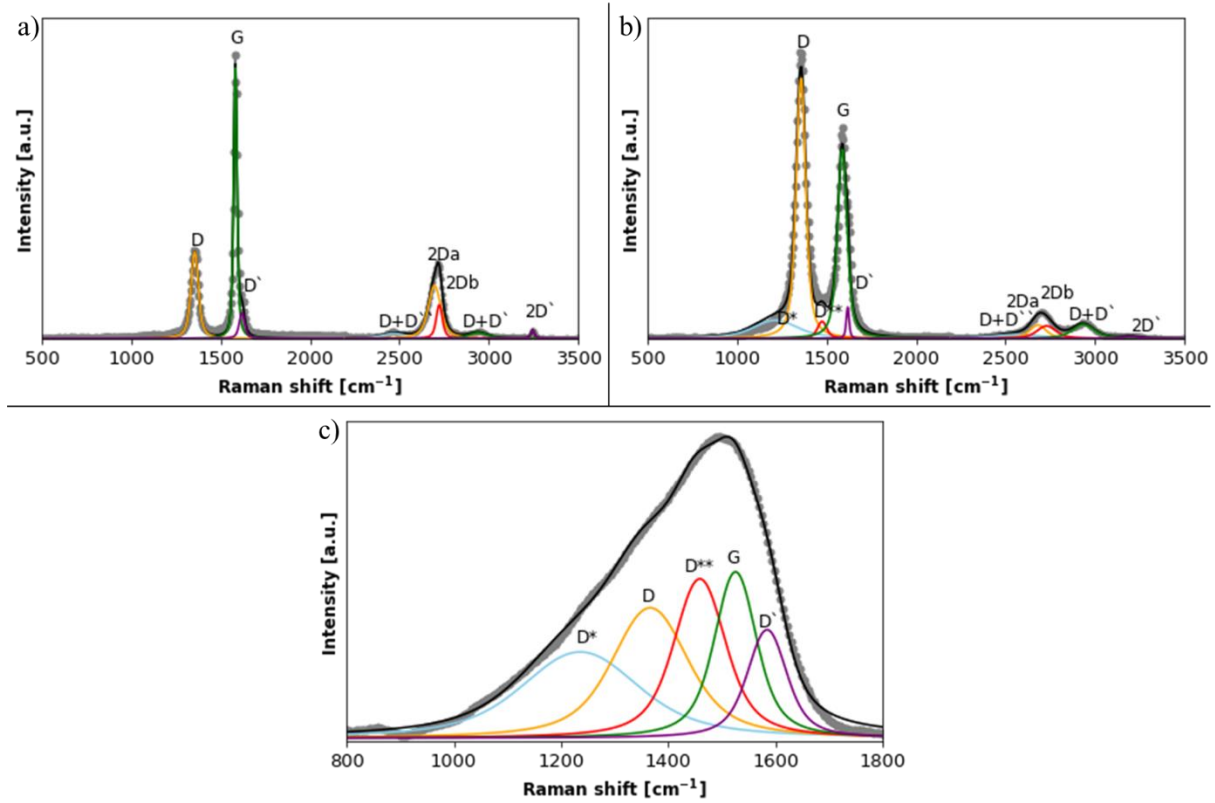 a)
G
D
D`
2Da
2Db
D+D``
D+D`
2D`
Intensity [a.u.]
500 1000 1500 2000 2500 3000 3500
Raman shift [cm⁻¹]
b)
D
G
D*
D**
D`
2Da 2Db
D+D``
D+D`
2D`
Intensity [a.u.]
500 1000 1500 2000 2500 3000 3500
Raman shift [cm⁻¹]
c)
D*
D
D**
G
D`
Intensity [a.u.]
800 1000 1200 1400 1600 1800
Raman shift [cm⁻¹]